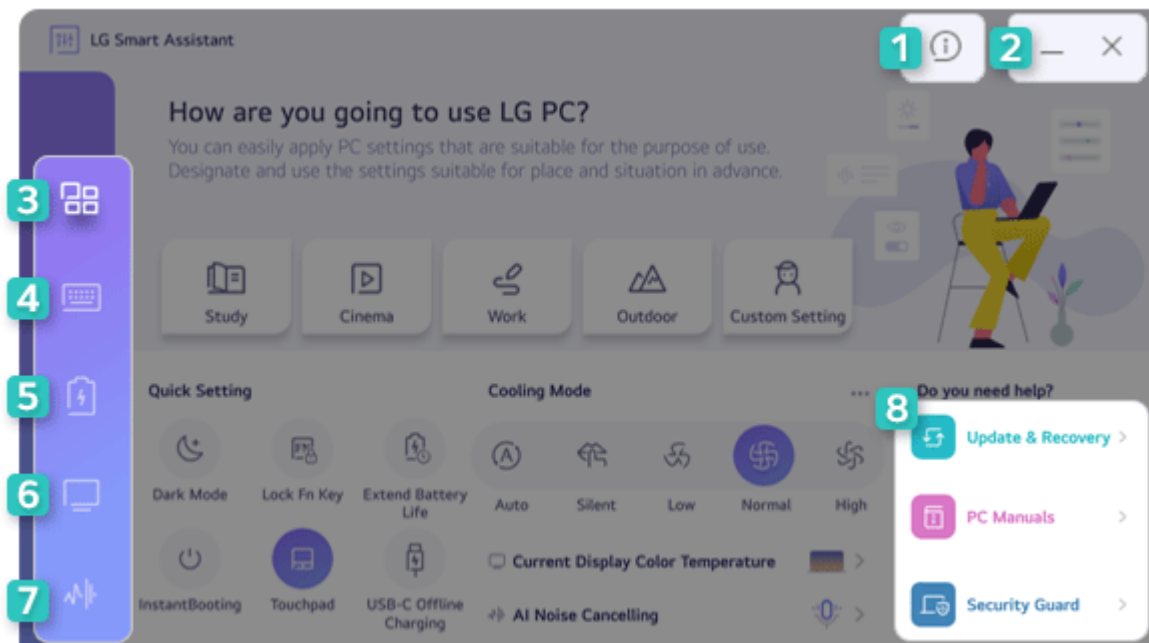 LG Smart Assistant
1
2
How are you going to use LG PC?
You can easily apply PC settings that are suitable for the purpose of use.
Designate and use the settings suitable for place and situation in advance.
3
4
5
6
7
Study
Cinema
Work
Outdoor
Custom Setting
Quick Setting
Dark Mode
Lock Fn Key
Extend Battery
Life
InstantBooting
Touchpad
USB-C Offline
Charging
Cooling Mode
...
A
Auto
Silent
Low
Normal
High
Current Display Color Temperature
AI Noise Cancelling
Do you need help?
8
Update & Recovery
PC Manuals
Security Guard